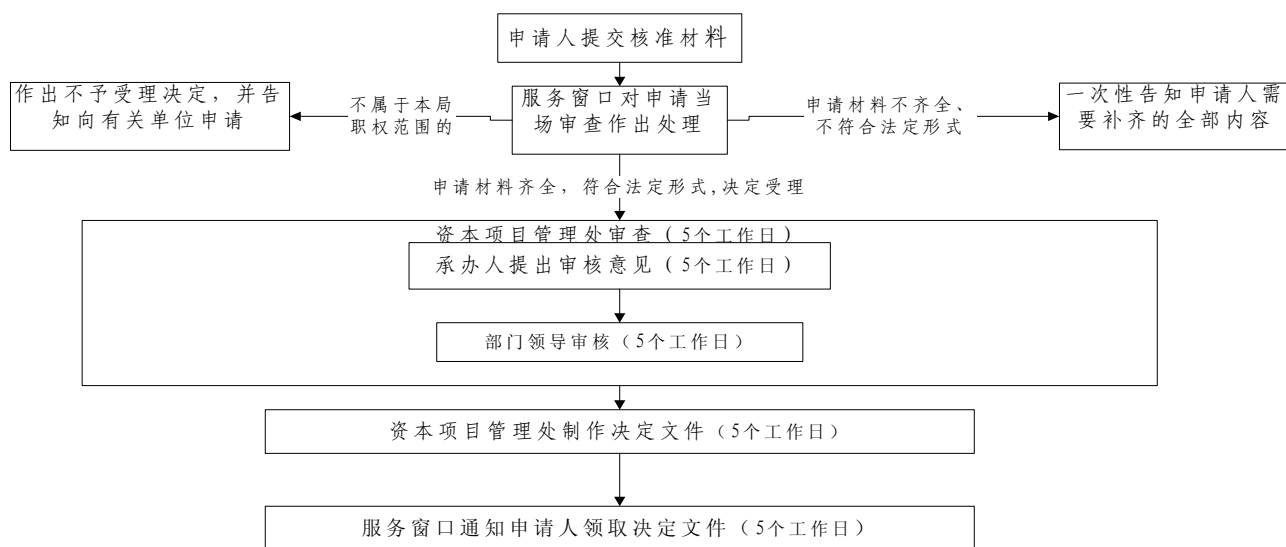 申请人提交核准材料
作出不予受理决定，并告
知向有关单位申请
不属于本局
职权范围的
服务窗口对申请当
场审查作出处理
申请材料不齐全、
不符合法定形式
一次性告知申请人需
要补齐的全部内容
申请材料齐全，符合法定形式,决定受理
资本项目管理处审查（5个工作日）
承办人提出审核意见（5个工作日）
部门领导审核（5个工作日）
资本项目管理处制作决定文件（5个工作日）
服务窗口通知申请人领取决定文件（5个工作日）